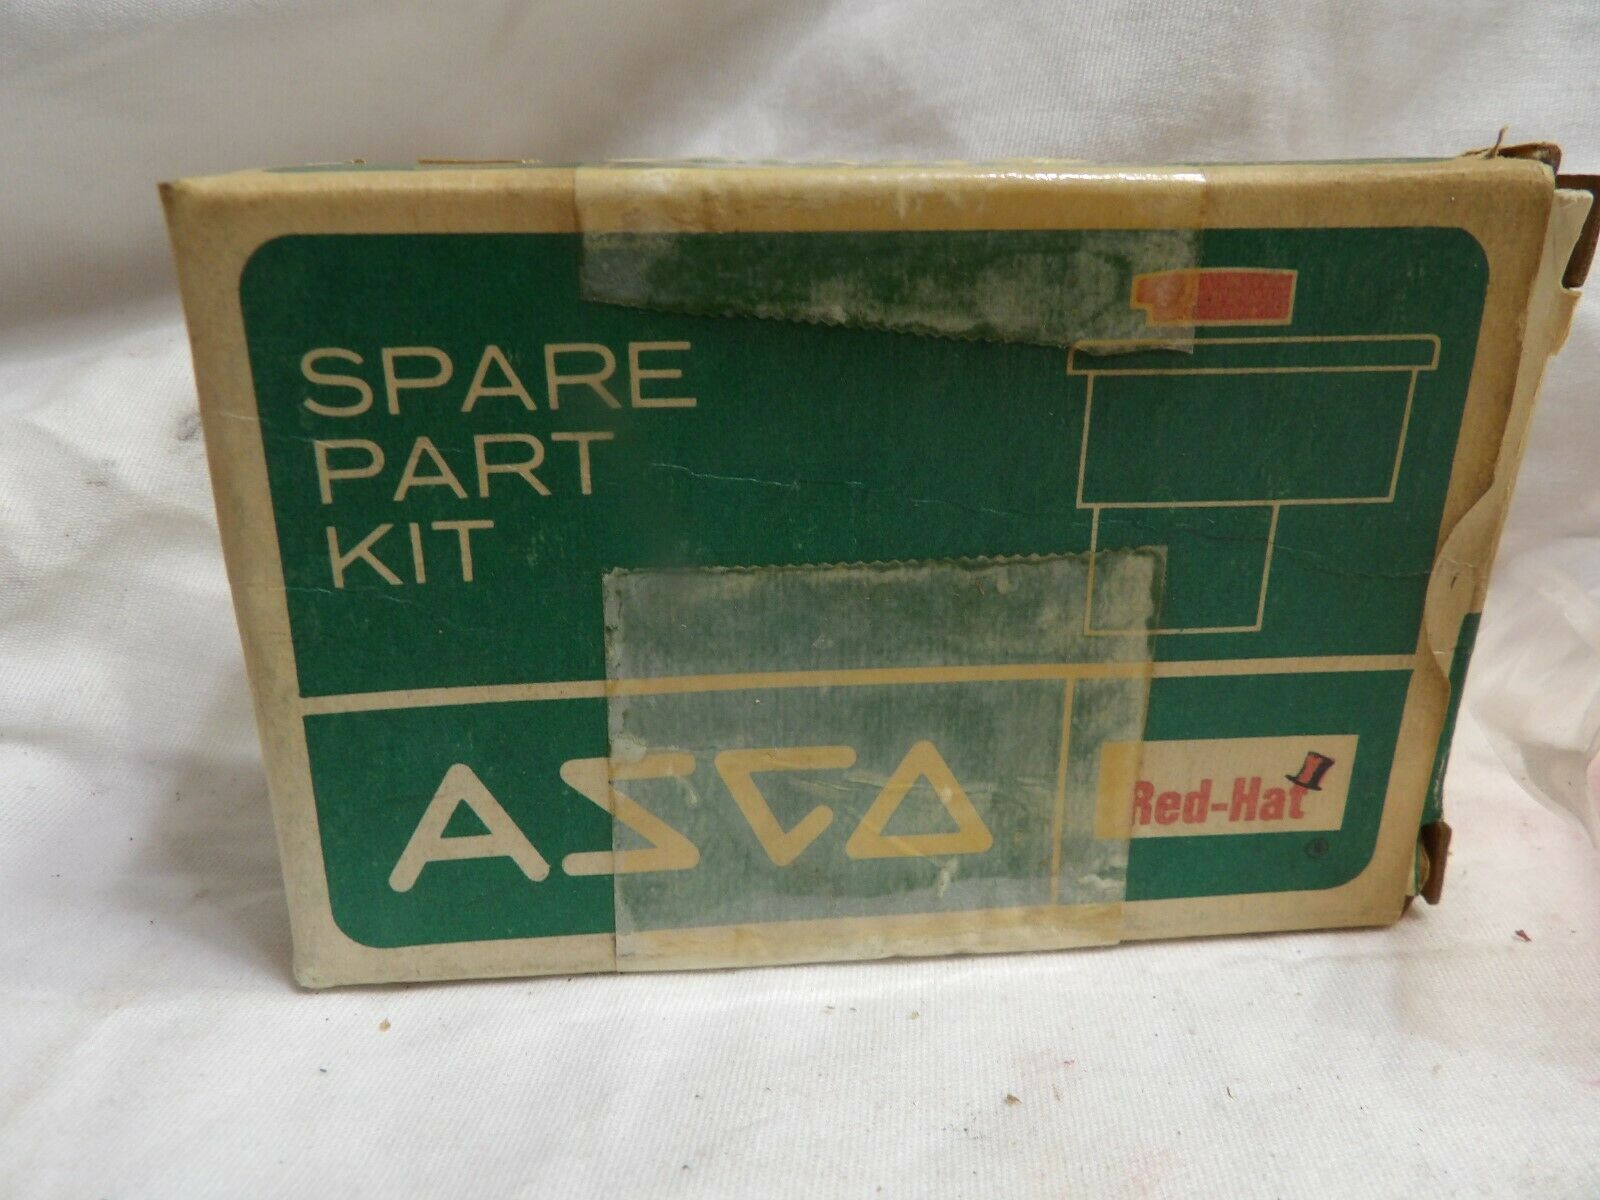 SPARE
PART
KIT
ASCO
Red-Hat
®